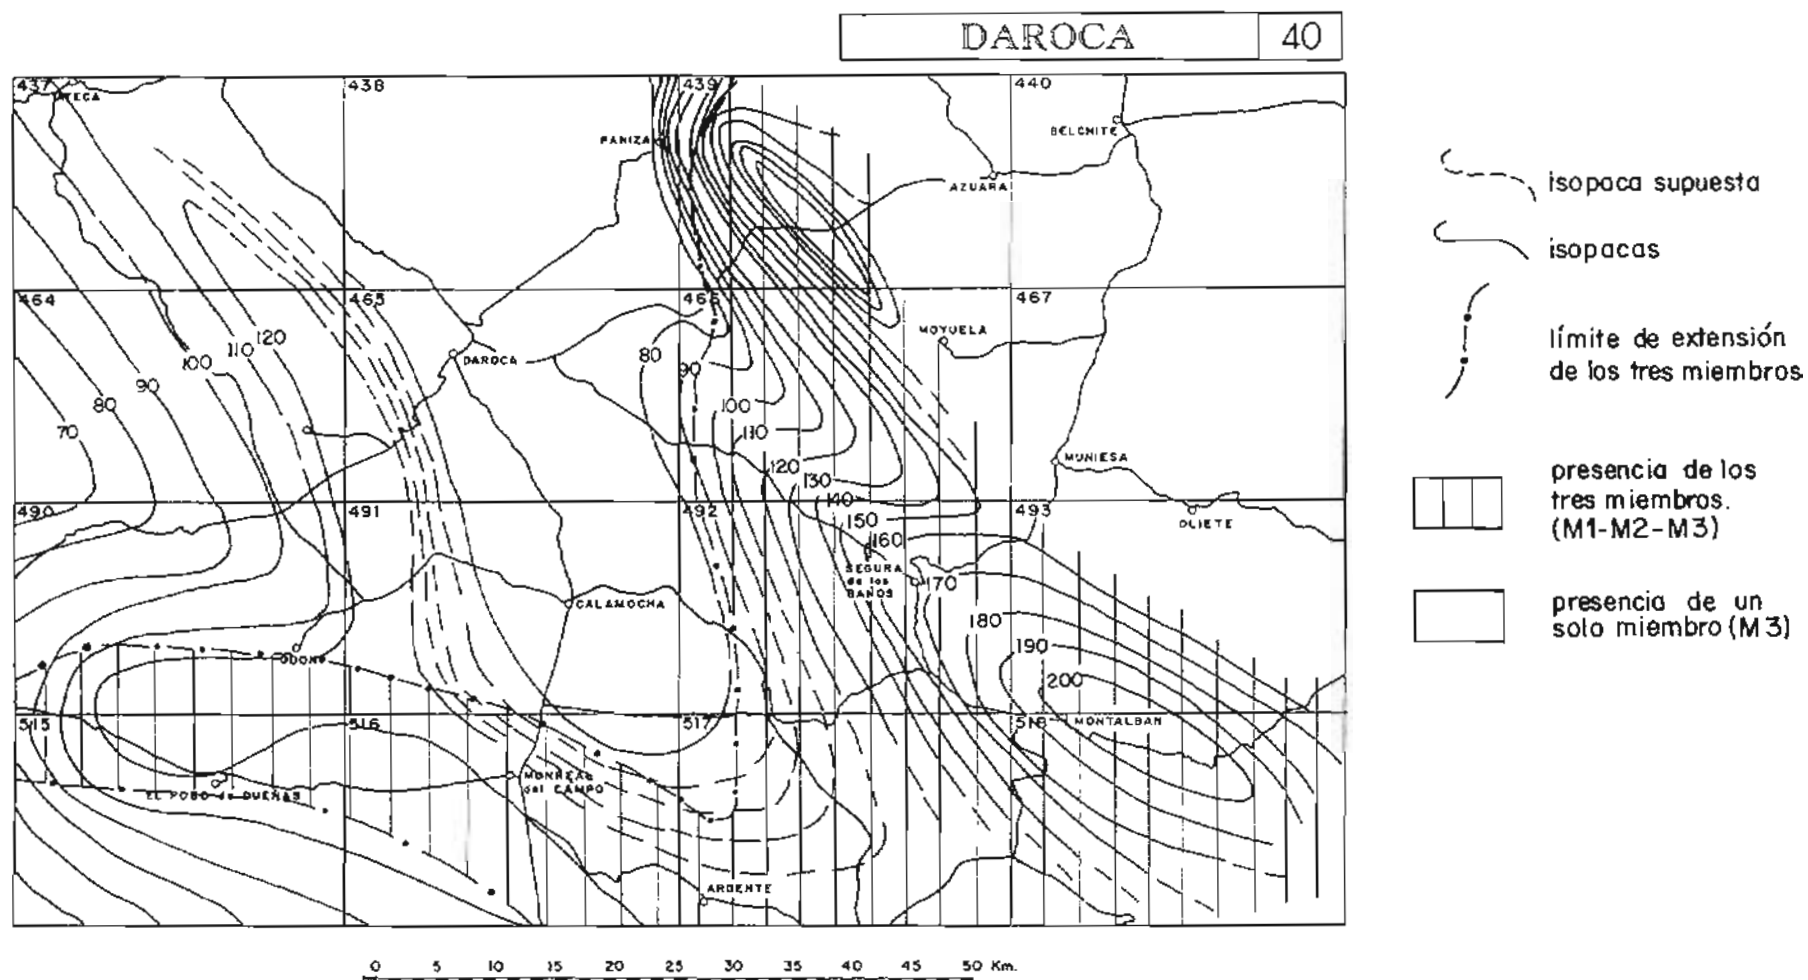 DAROCA 40
437 438 439 440
ATECA
PANIZA
BELCHITE
AZUARA
464 465 466 467
MOYUELA
DAROCA
120
110
100
90
80
70
80
90
100
110
120
130
140
150
160
170
180
190
200
MUNIESA
OLIETE
490 491 492 493
SEGURA
de los
BAÑOS
CALAMOCHA
ODON
515 516 517 518
MONTALBAN
MONREAL
del CAMPO
EL POBO de DUEÑAS
ARGENTE
0 5 10 15 20 25 30 35 40 45 50 Km.
isopaca supuesta
isopacas
límite de extensión
de los tres miembros
presencia de los
tres miembros.
(M1-M2-M3)
presencia de un
solo miembro (M3)